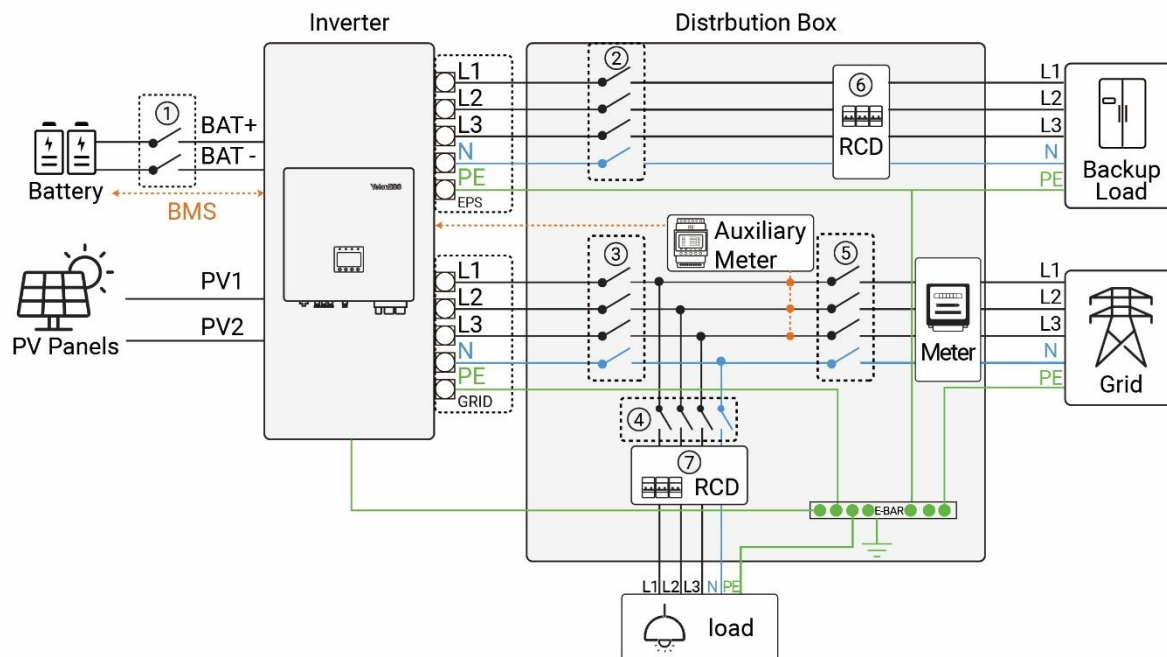 Inverter
Distrbution Box
①
BAT+
BAT -
Battery
BMS
PV1
PV2
PV Panels
L1
L2
L3
N
PE
EPS
L1
L2
L3
N
PE
GRID
②
⑥
RCD
L1
L2
L3
N
PE
Backup
Load
Auxiliary
Meter
③
⑤
Meter
L1
L2
L3
N
PE
Grid
④
⑦
RCD
E-BAR
L1 L2 L3 N PE
load